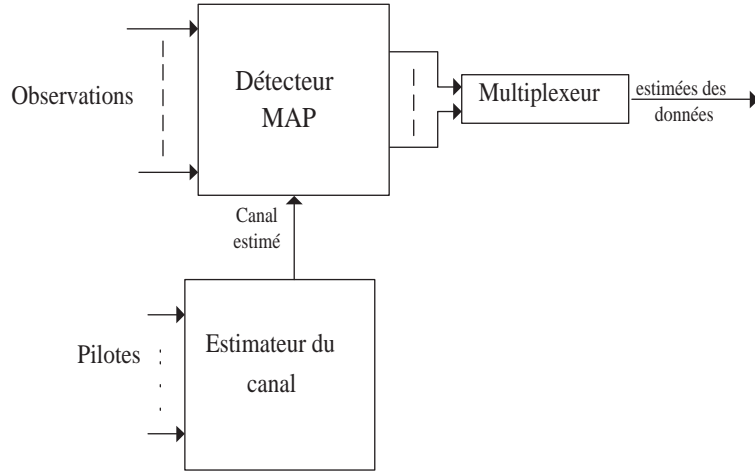 Observations
Détecteur
MAP
Multiplexeur
estimées des
données
Canal
estimé
Pilotes
Estimateur du
canal